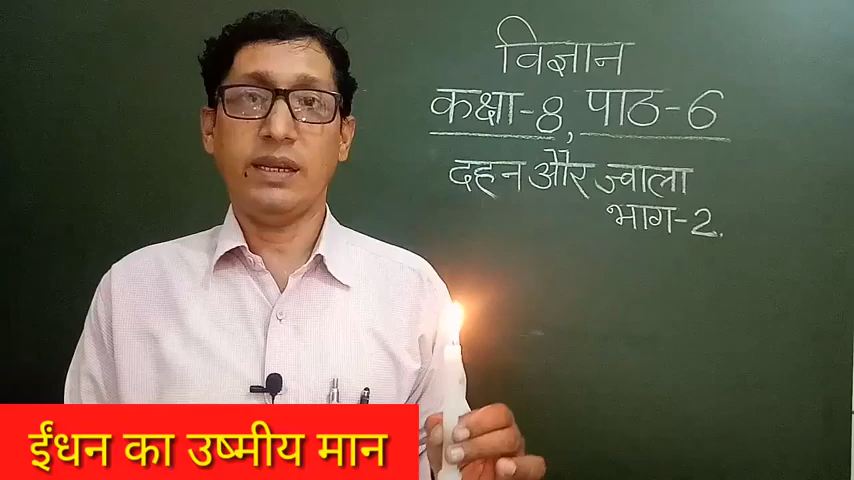 विज्ञान
कक्षा-8, पाठ-6
दहन और ज्वाला
भाग-2.
ईंधन का उष्मीय मान